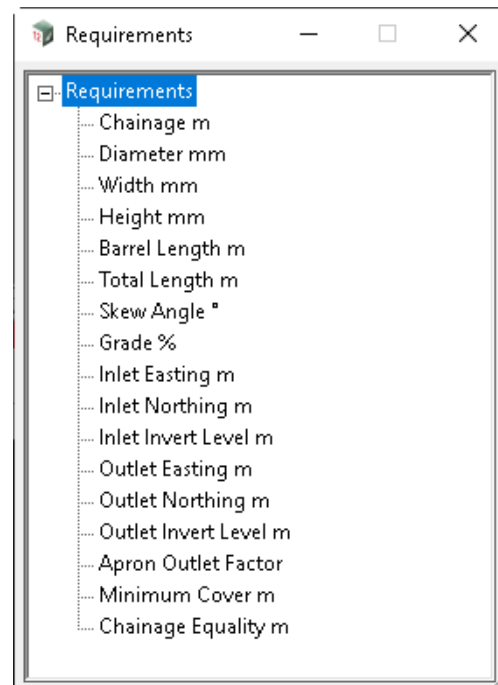 12
Requirements
Requirements
Chainage m
Diameter mm
Width mm
Height mm
Barrel Length m
Total Length m
Skew Angle °
Grade %
Inlet Easting m
Inlet Northing m
Inlet Invert Level m
Outlet Easting m
Outlet Northing m
Outlet Invert Level m
Apron Outlet Factor
Minimum Cover m
Chainage Equality m